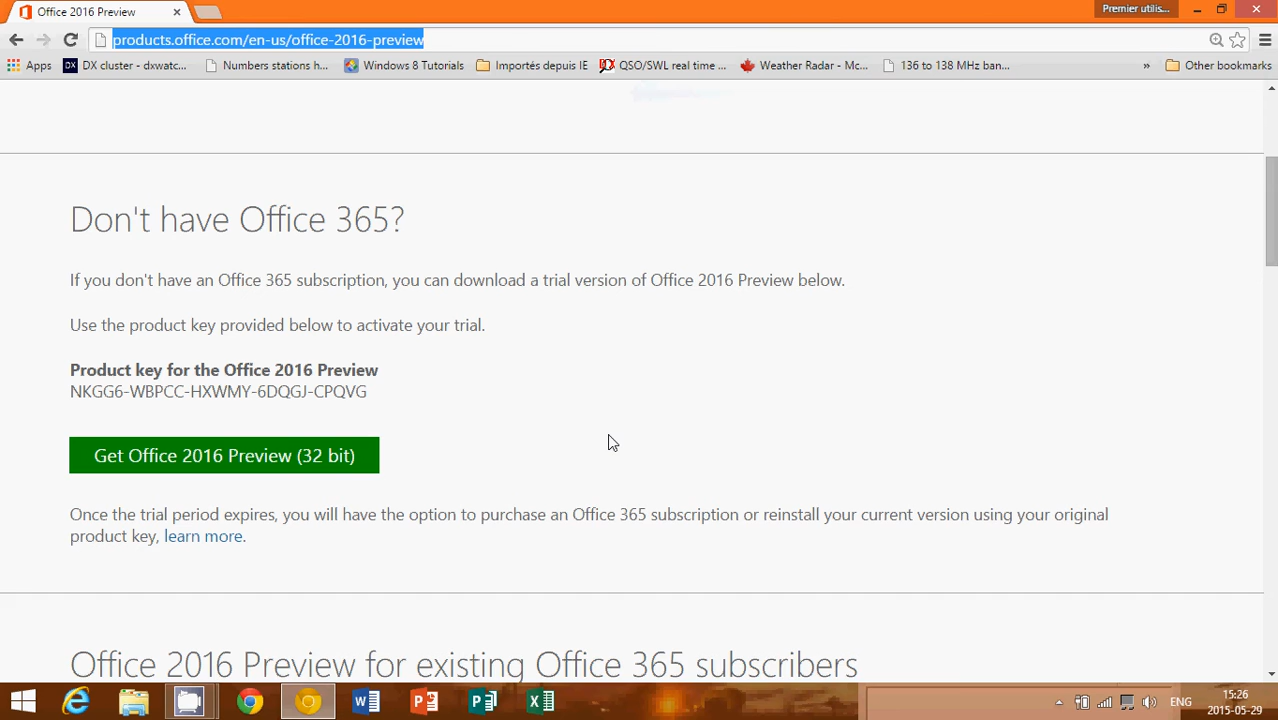 Office 2016 Preview
Premier utilis...
products.office.com/en-us/office-2016-preview
Apps DX cluster - dxwatc... Numbers stations h... Windows 8 Tutorials Importés depuis IE QSO/SWL real time ... Weather Radar - Mc... 136 to 138 MHz ban... » Other bookmarks
Don't have Office 365?
If you don't have an Office 365 subscription, you can download a trial version of Office 2016 Preview below.
Use the product key provided below to activate your trial.
Product key for the Office 2016 Preview
NKGG6-WBPCC-HXWMY-6DQGJ-CPQVG
Get Office 2016 Preview (32 bit)
Once the trial period expires, you will have the option to purchase an Office 365 subscription or reinstall your current version using your original
product key, learn more.
Office 2016 Preview for existing Office 365 subscribers
ENG
15:26
2015-05-29